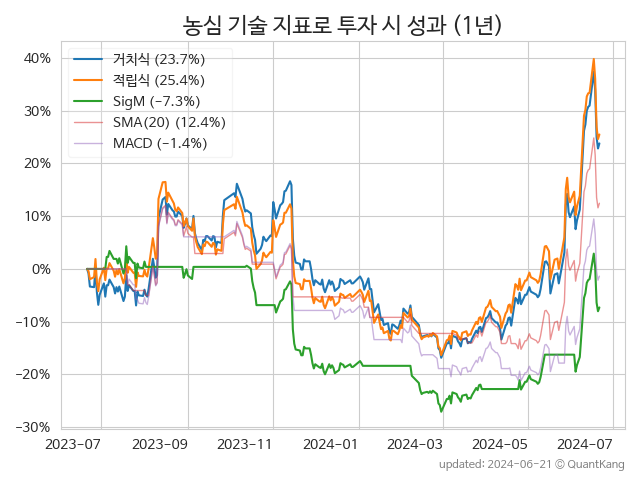 농심 기술 지표로 투자 시 성과 (1년)
거치식 (23.7%)
적립식 (25.4%)
SigM (−7.3%)
SMA(20) (12.4%)
MACD (−1.4%)
40%
30%
20%
10%
0%
−10%
−20%
−30%
2023-07 2023-09 2023-11 2024-01 2024-03 2024-05 2024-07
updated: 2024-06-21 © QuantKang